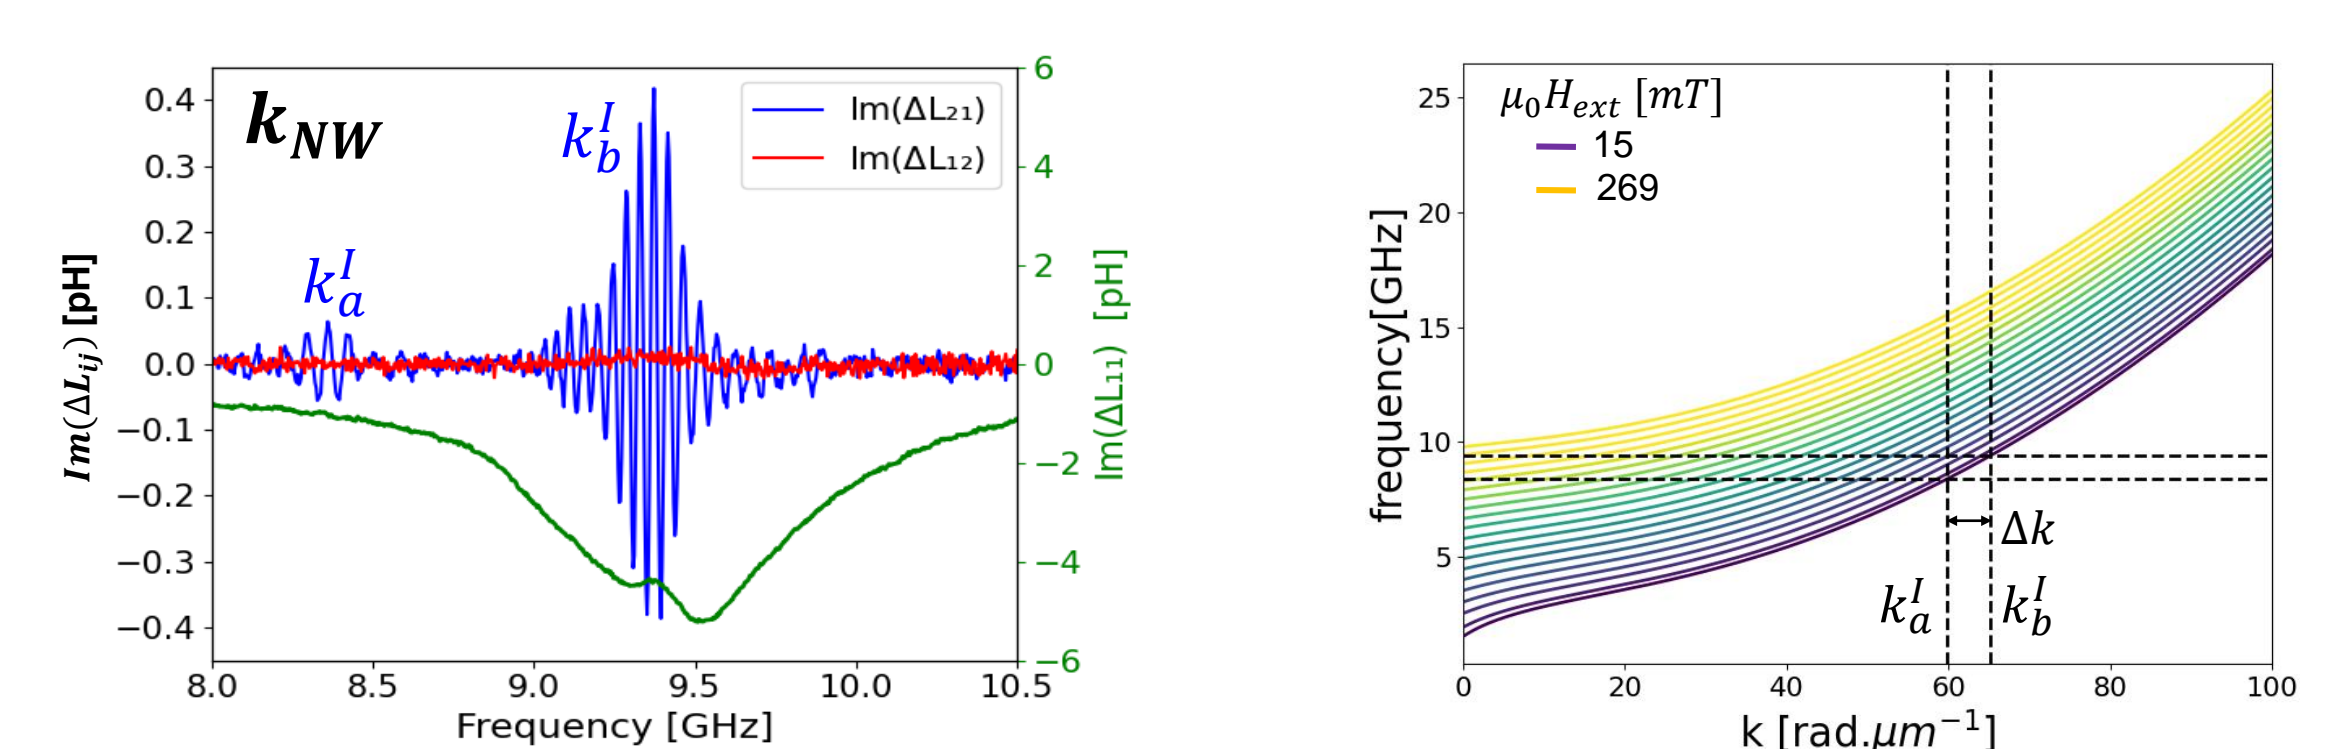 k_NW
k_b^I
k_a^I
Im(ΔL₂₁)
Im(ΔL₁₂)
0.4
0.3
0.2
0.1
0.0
−0.1
−0.2
−0.3
−0.4
Im(ΔL_ij) [pH]
6
4
2
0
−2
−4
−6
Im(ΔL₁₁) [pH]
8.0 8.5 9.0 9.5 10.0 10.5
Frequency [GHz]
μ₀H_ext [mT]
15
269
25
20
15
10
5
frequency[GHz]
Δk
k_a^I k_b^I
0 20 40 60 80 100
k [rad.μm⁻¹]